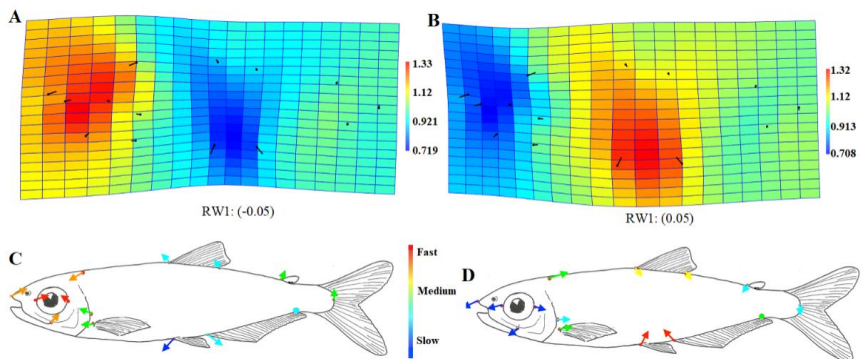 A
1.33
1.12
0.921
0.719
RW1: (-0.05)
B
1.32
1.12
0.913
0.708
RW1: (0.05)
C
Fast
Medium
Slow
D